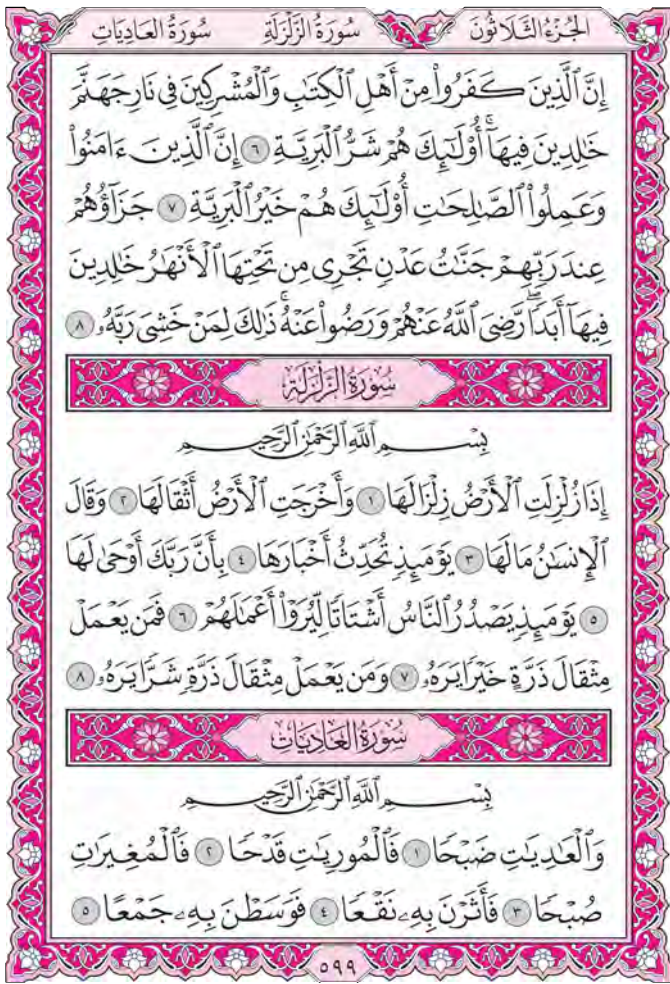 الجُزْءُ الثَّلَاثُونَ سُورَةُ الزَّلْزَلَةِ سُورَةُ العَادِيَاتِ
إِنَّ ٱلَّذِينَ كَفَرُوا۟ مِنْ أَهْلِ ٱلْكِتَٰبِ وَٱلْمُشْرِكِينَ فِى نَارِ جَهَنَّمَ
خَٰلِدِينَ فِيهَآ ۚ أُو۟لَٰٓئِكَ هُمْ شَرُّ ٱلْبَرِيَّةِ ٦ إِنَّ ٱلَّذِينَ ءَامَنُوا۟
وَعَمِلُوا۟ ٱلصَّٰلِحَٰتِ أُو۟لَٰٓئِكَ هُمْ خَيْرُ ٱلْبَرِيَّةِ ٧ جَزَآؤُهُمْ
عِندَ رَبِّهِمْ جَنَّٰتُ عَدْنٍ تَجْرِى مِن تَحْتِهَا ٱلْأَنْهَٰرُ خَٰلِدِينَ
فِيهَآ أَبَدًا ۖ رَّضِىَ ٱللَّهُ عَنْهُمْ وَرَضُوا۟ عَنْهُ ۚ ذَٰلِكَ لِمَنْ خَشِىَ رَبَّهُۥ ٨
سُورَةُ الزَّلْزَلَةِ
بِسْمِ ٱللَّهِ ٱلرَّحْمَٰنِ ٱلرَّحِيمِ
إِذَا زُلْزِلَتِ ٱلْأَرْضُ زِلْزَالَهَا ١ وَأَخْرَجَتِ ٱلْأَرْضُ أَثْقَالَهَا ٢ وَقَالَ
ٱلْإِنسَٰنُ مَا لَهَا ٣ يَوْمَئِذٍ تُحَدِّثُ أَخْبَارَهَا ٤ بِأَنَّ رَبَّكَ أَوْحَىٰ لَهَا
٥ يَوْمَئِذٍ يَصْدُرُ ٱلنَّاسُ أَشْتَاتًا لِّيُرَوْا۟ أَعْمَٰلَهُمْ ٦ فَمَن يَعْمَلْ
مِثْقَالَ ذَرَّةٍ خَيْرًا يَرَهُۥ ٧ وَمَن يَعْمَلْ مِثْقَالَ ذَرَّةٍ شَرًّا يَرَهُۥ ٨
سُورَةُ العَادِيَاتِ
بِسْمِ ٱللَّهِ ٱلرَّحْمَٰنِ ٱلرَّحِيمِ
وَٱلْعَٰدِيَٰتِ ضَبْحًا ١ فَٱلْمُورِيَٰتِ قَدْحًا ٢ فَٱلْمُغِيرَٰتِ
صُبْحًا ٣ فَأَثَرْنَ بِهِۦ نَقْعًا ٤ فَوَسَطْنَ بِهِۦ جَمْعًا ٥
٥٩٩